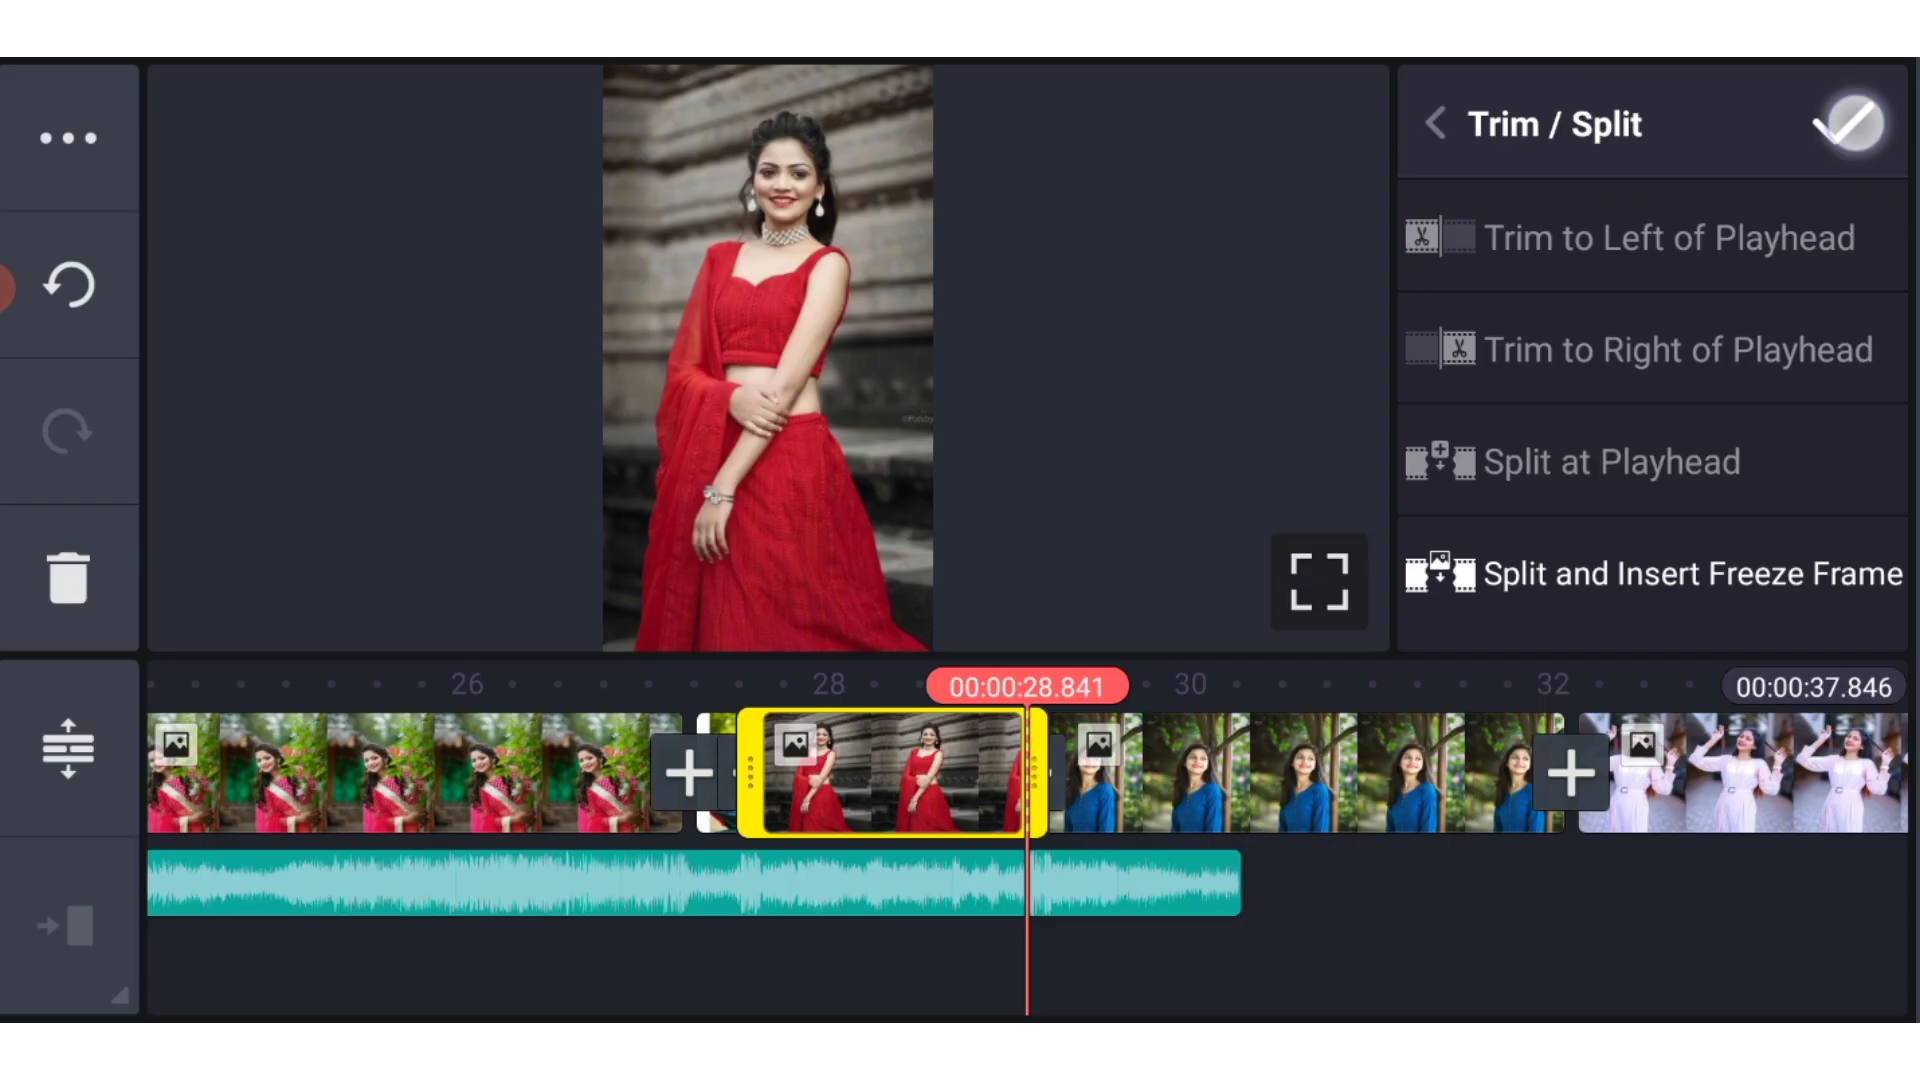 Trim / Split
Trim to Left of Playhead
Trim to Right of Playhead
Split at Playhead
Split and Insert Freeze Frame
26
28
00:00:28.841
30
32
00:00:37.846